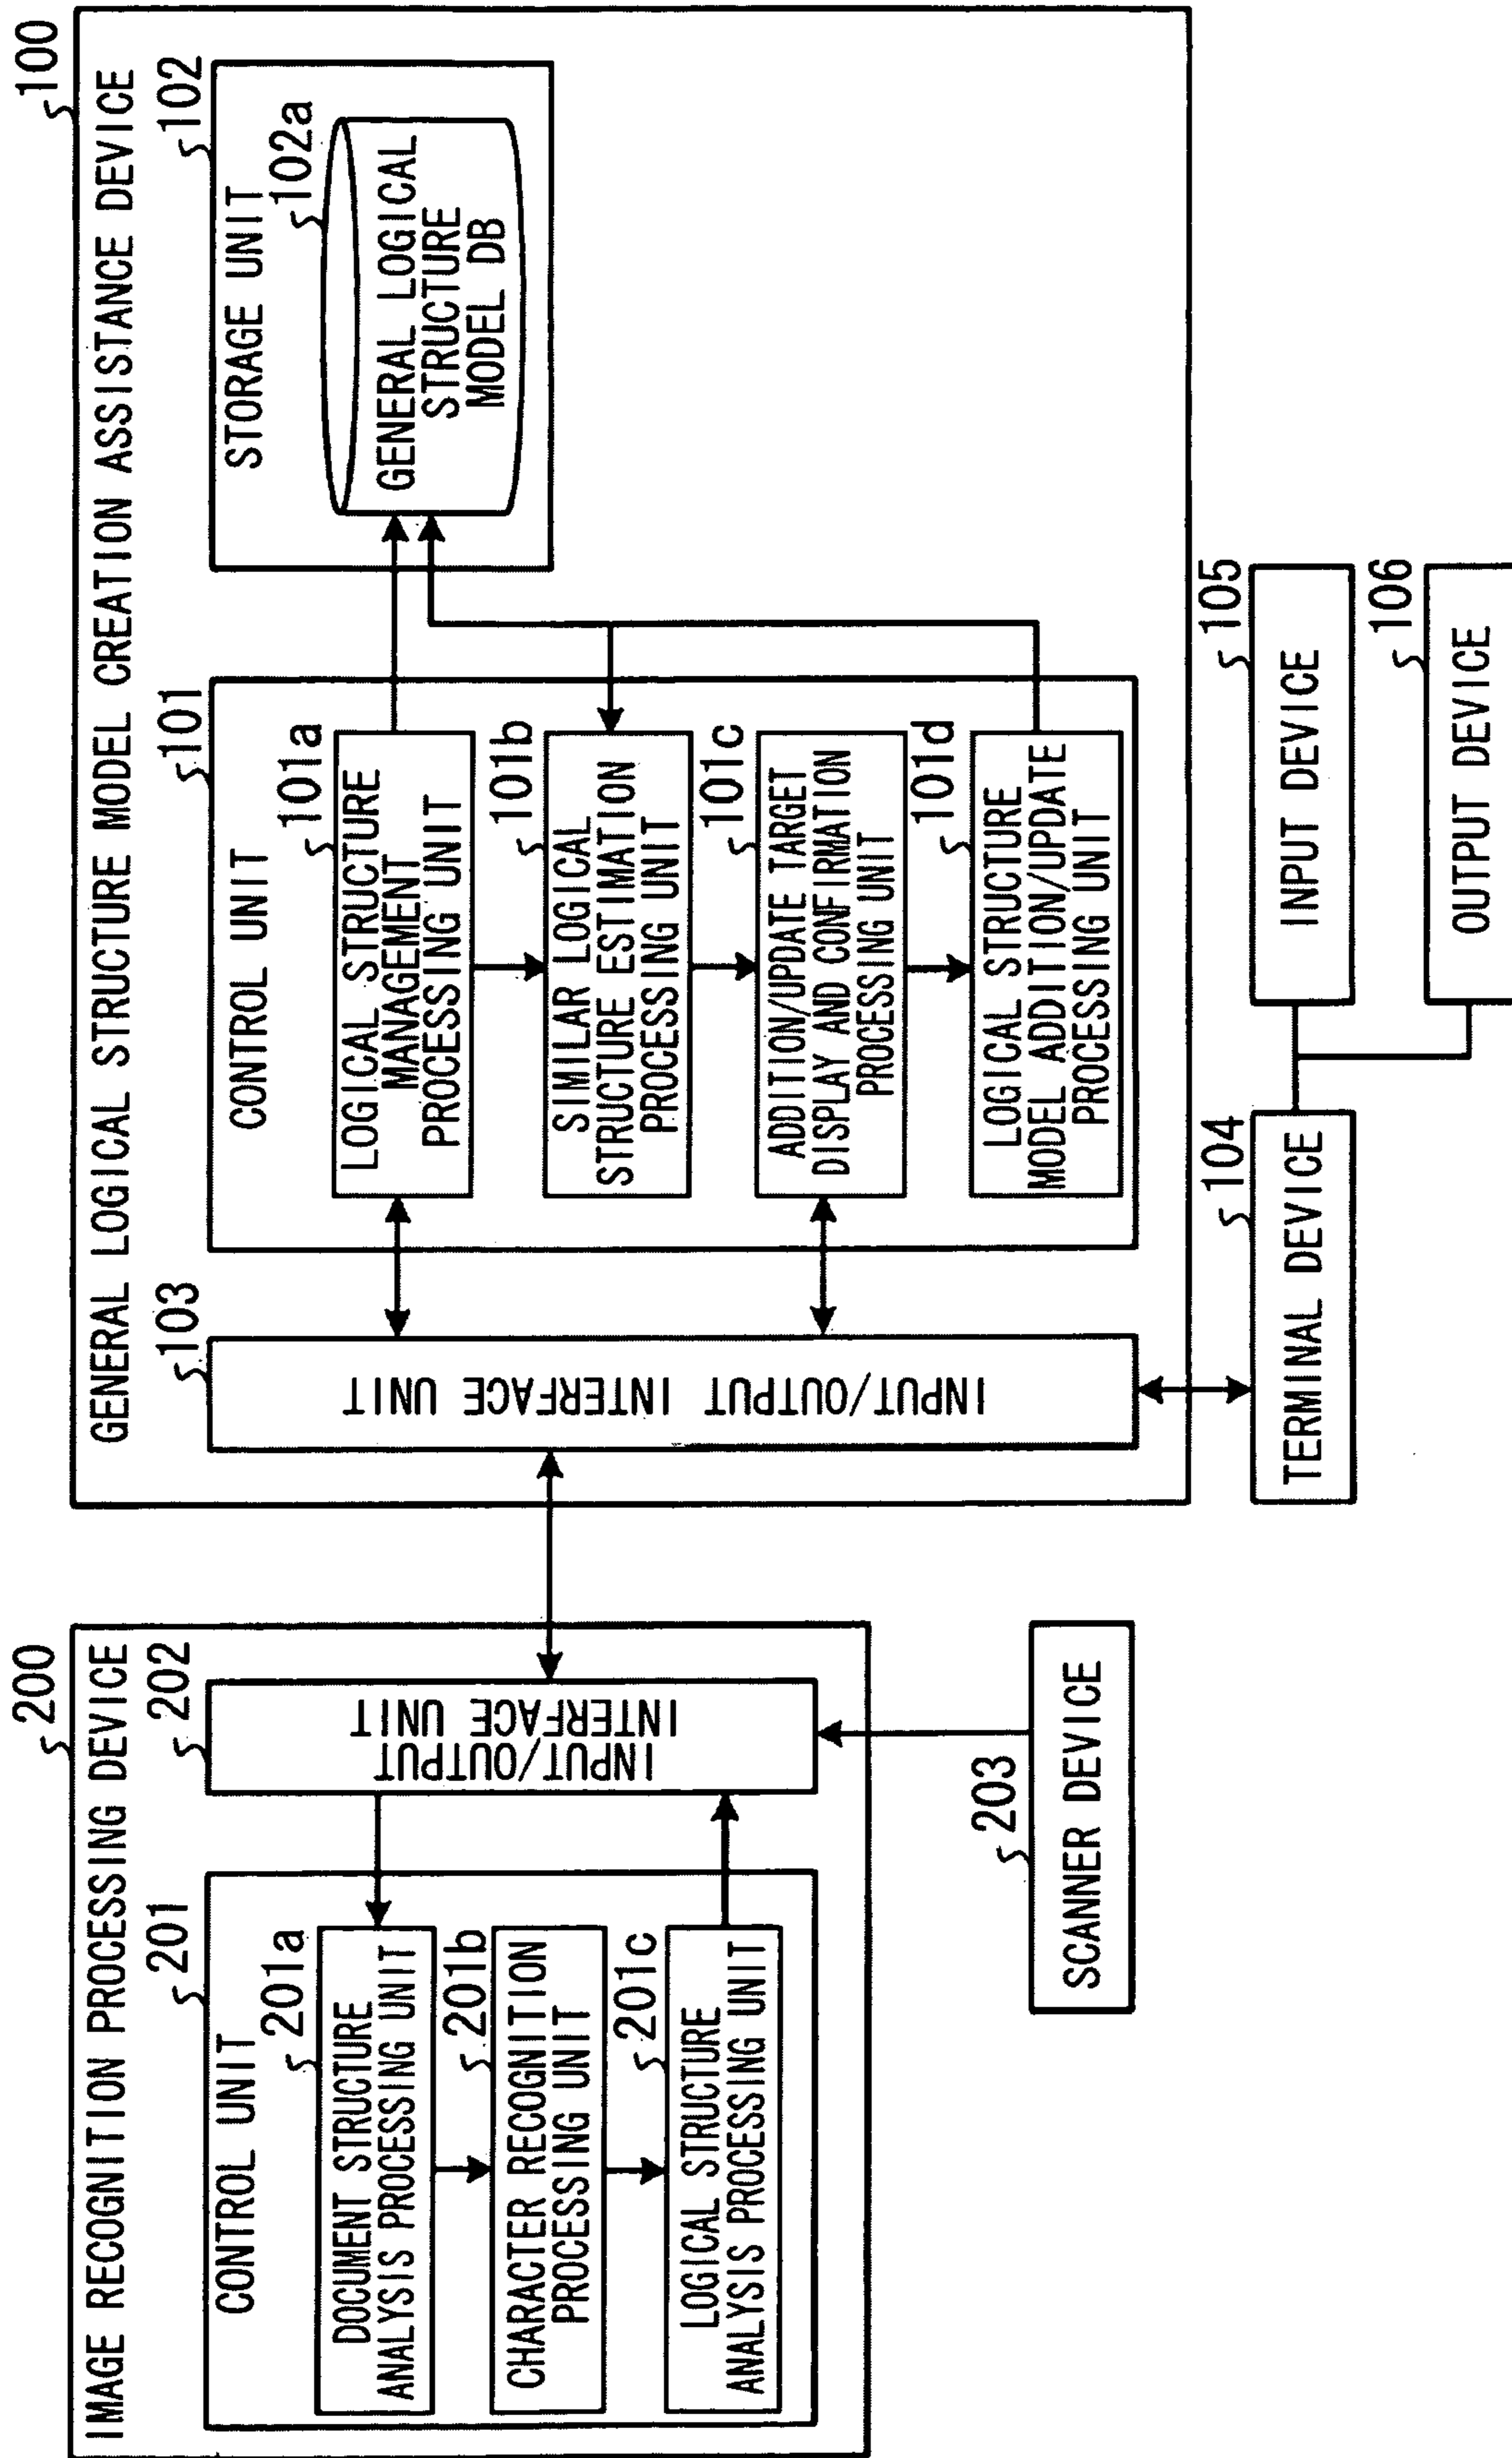 200
IMAGE RECOGNITION PROCESSING DEVICE
201
CONTROL UNIT
201a
DOCUMENT STRUCTURE
ANALYSIS PROCESSING UNIT
201b
CHARACTER RECOGNITION
PROCESSING UNIT
201c
LOGICAL STRUCTURE
ANALYSIS PROCESSING UNIT
202
INPUT/OUTPUT
INTERFACE UNIT
203
SCANNER DEVICE
100
GENERAL LOGICAL STRUCTURE MODEL CREATION ASSISTANCE DEVICE
103
INPUT/OUTPUT INTERFACE UNIT
101
CONTROL UNIT
101a
LOGICAL STRUCTURE
MANAGEMENT
PROCESSING UNIT
101b
SIMILAR LOGICAL
STRUCTURE ESTIMATION
PROCESSING UNIT
101c
ADDITION/UPDATE TARGET
DISPLAY AND CONFIRMATION
PROCESSING UNIT
101d
LOGICAL STRUCTURE
MODEL ADDITION/UPDATE
PROCESSING UNIT
102
STORAGE UNIT
102a
GENERAL LOGICAL
STRUCTURE
MODEL DB
104
TERMINAL DEVICE
105
INPUT DEVICE
106
OUTPUT DEVICE